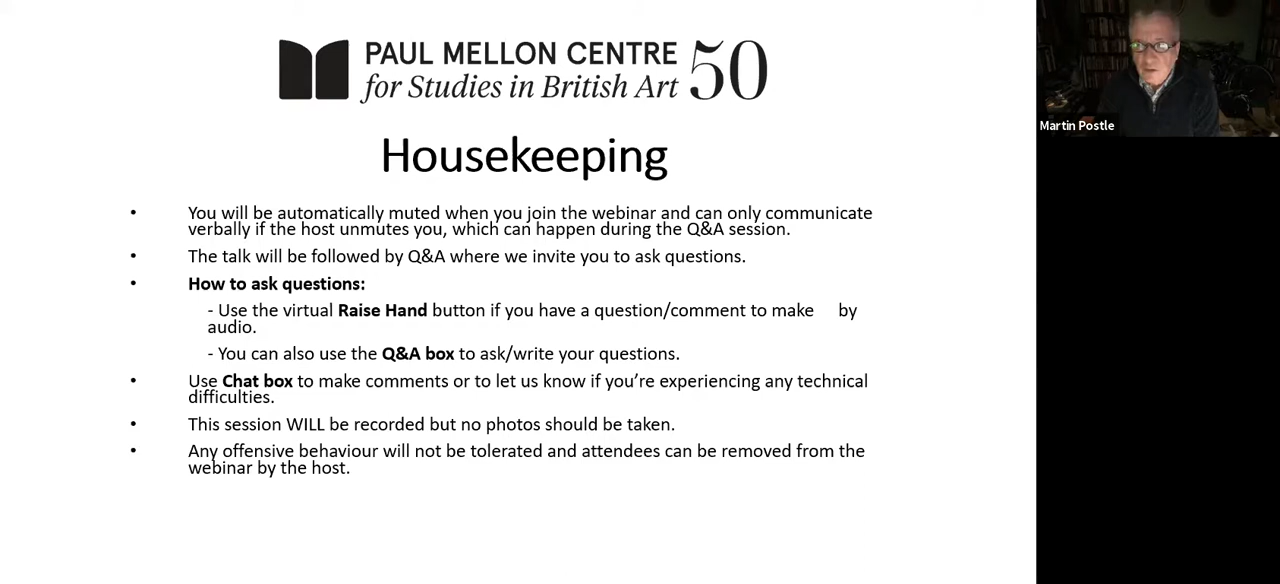 PAUL MELLON CENTRE
for Studies in British Art 50
Martin Postle
Housekeeping
• You will be automatically muted when you join the webinar and can only communicate
verbally if the host unmutes you, which can happen during the Q&A session.
• The talk will be followed by Q&A where we invite you to ask questions.
• How to ask questions:
- Use the virtual Raise Hand button if you have a question/comment to make by
audio.
- You can also use the Q&A box to ask/write your questions.
• Use Chat box to make comments or to let us know if you’re experiencing any technical
difficulties.
• This session WILL be recorded but no photos should be taken.
• Any offensive behaviour will not be tolerated and attendees can be removed from the
webinar by the host.